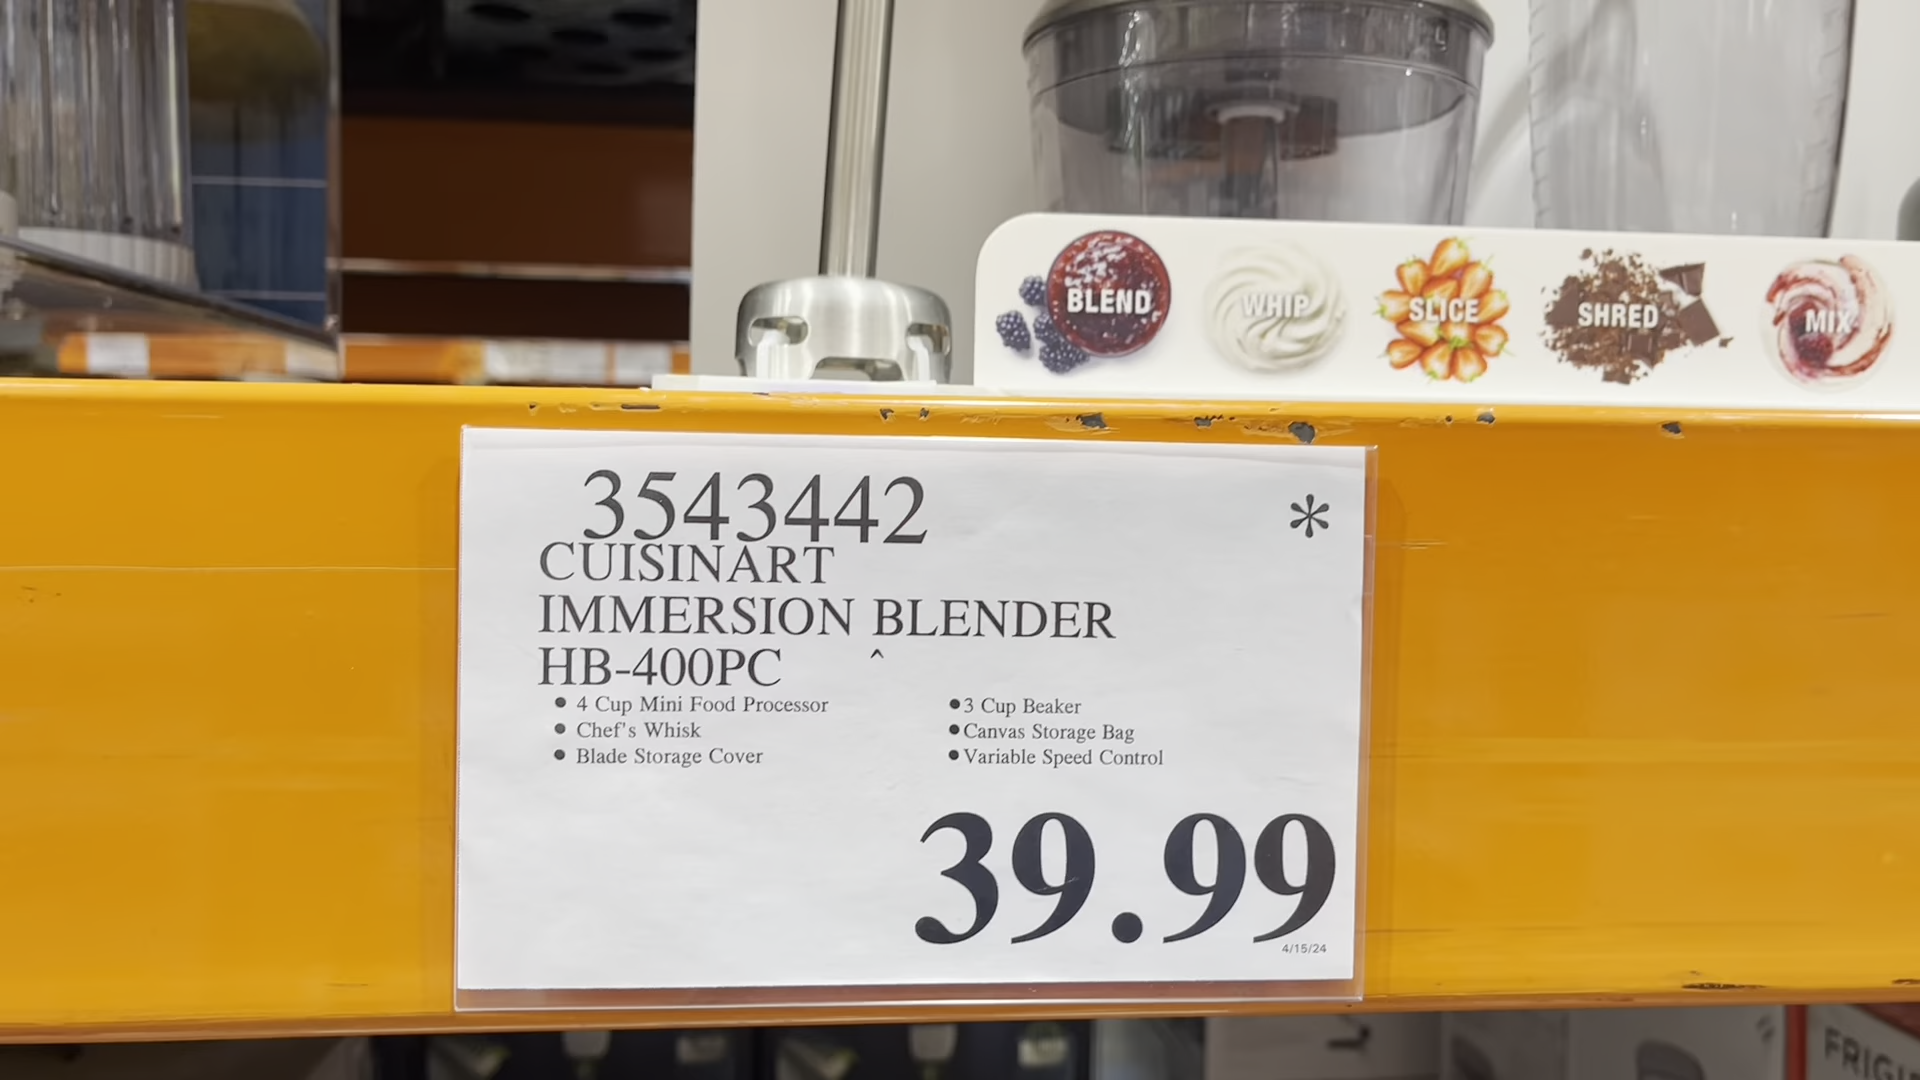 BLEND WHIP SLICE SHRED MIX
3543442 *
CUISINART
IMMERSION BLENDER
HB-400PC ^
● 4 Cup Mini Food Processor ● 3 Cup Beaker
● Chef's Whisk ● Canvas Storage Bag
● Blade Storage Cover ● Variable Speed Control
39.99
4/15/24